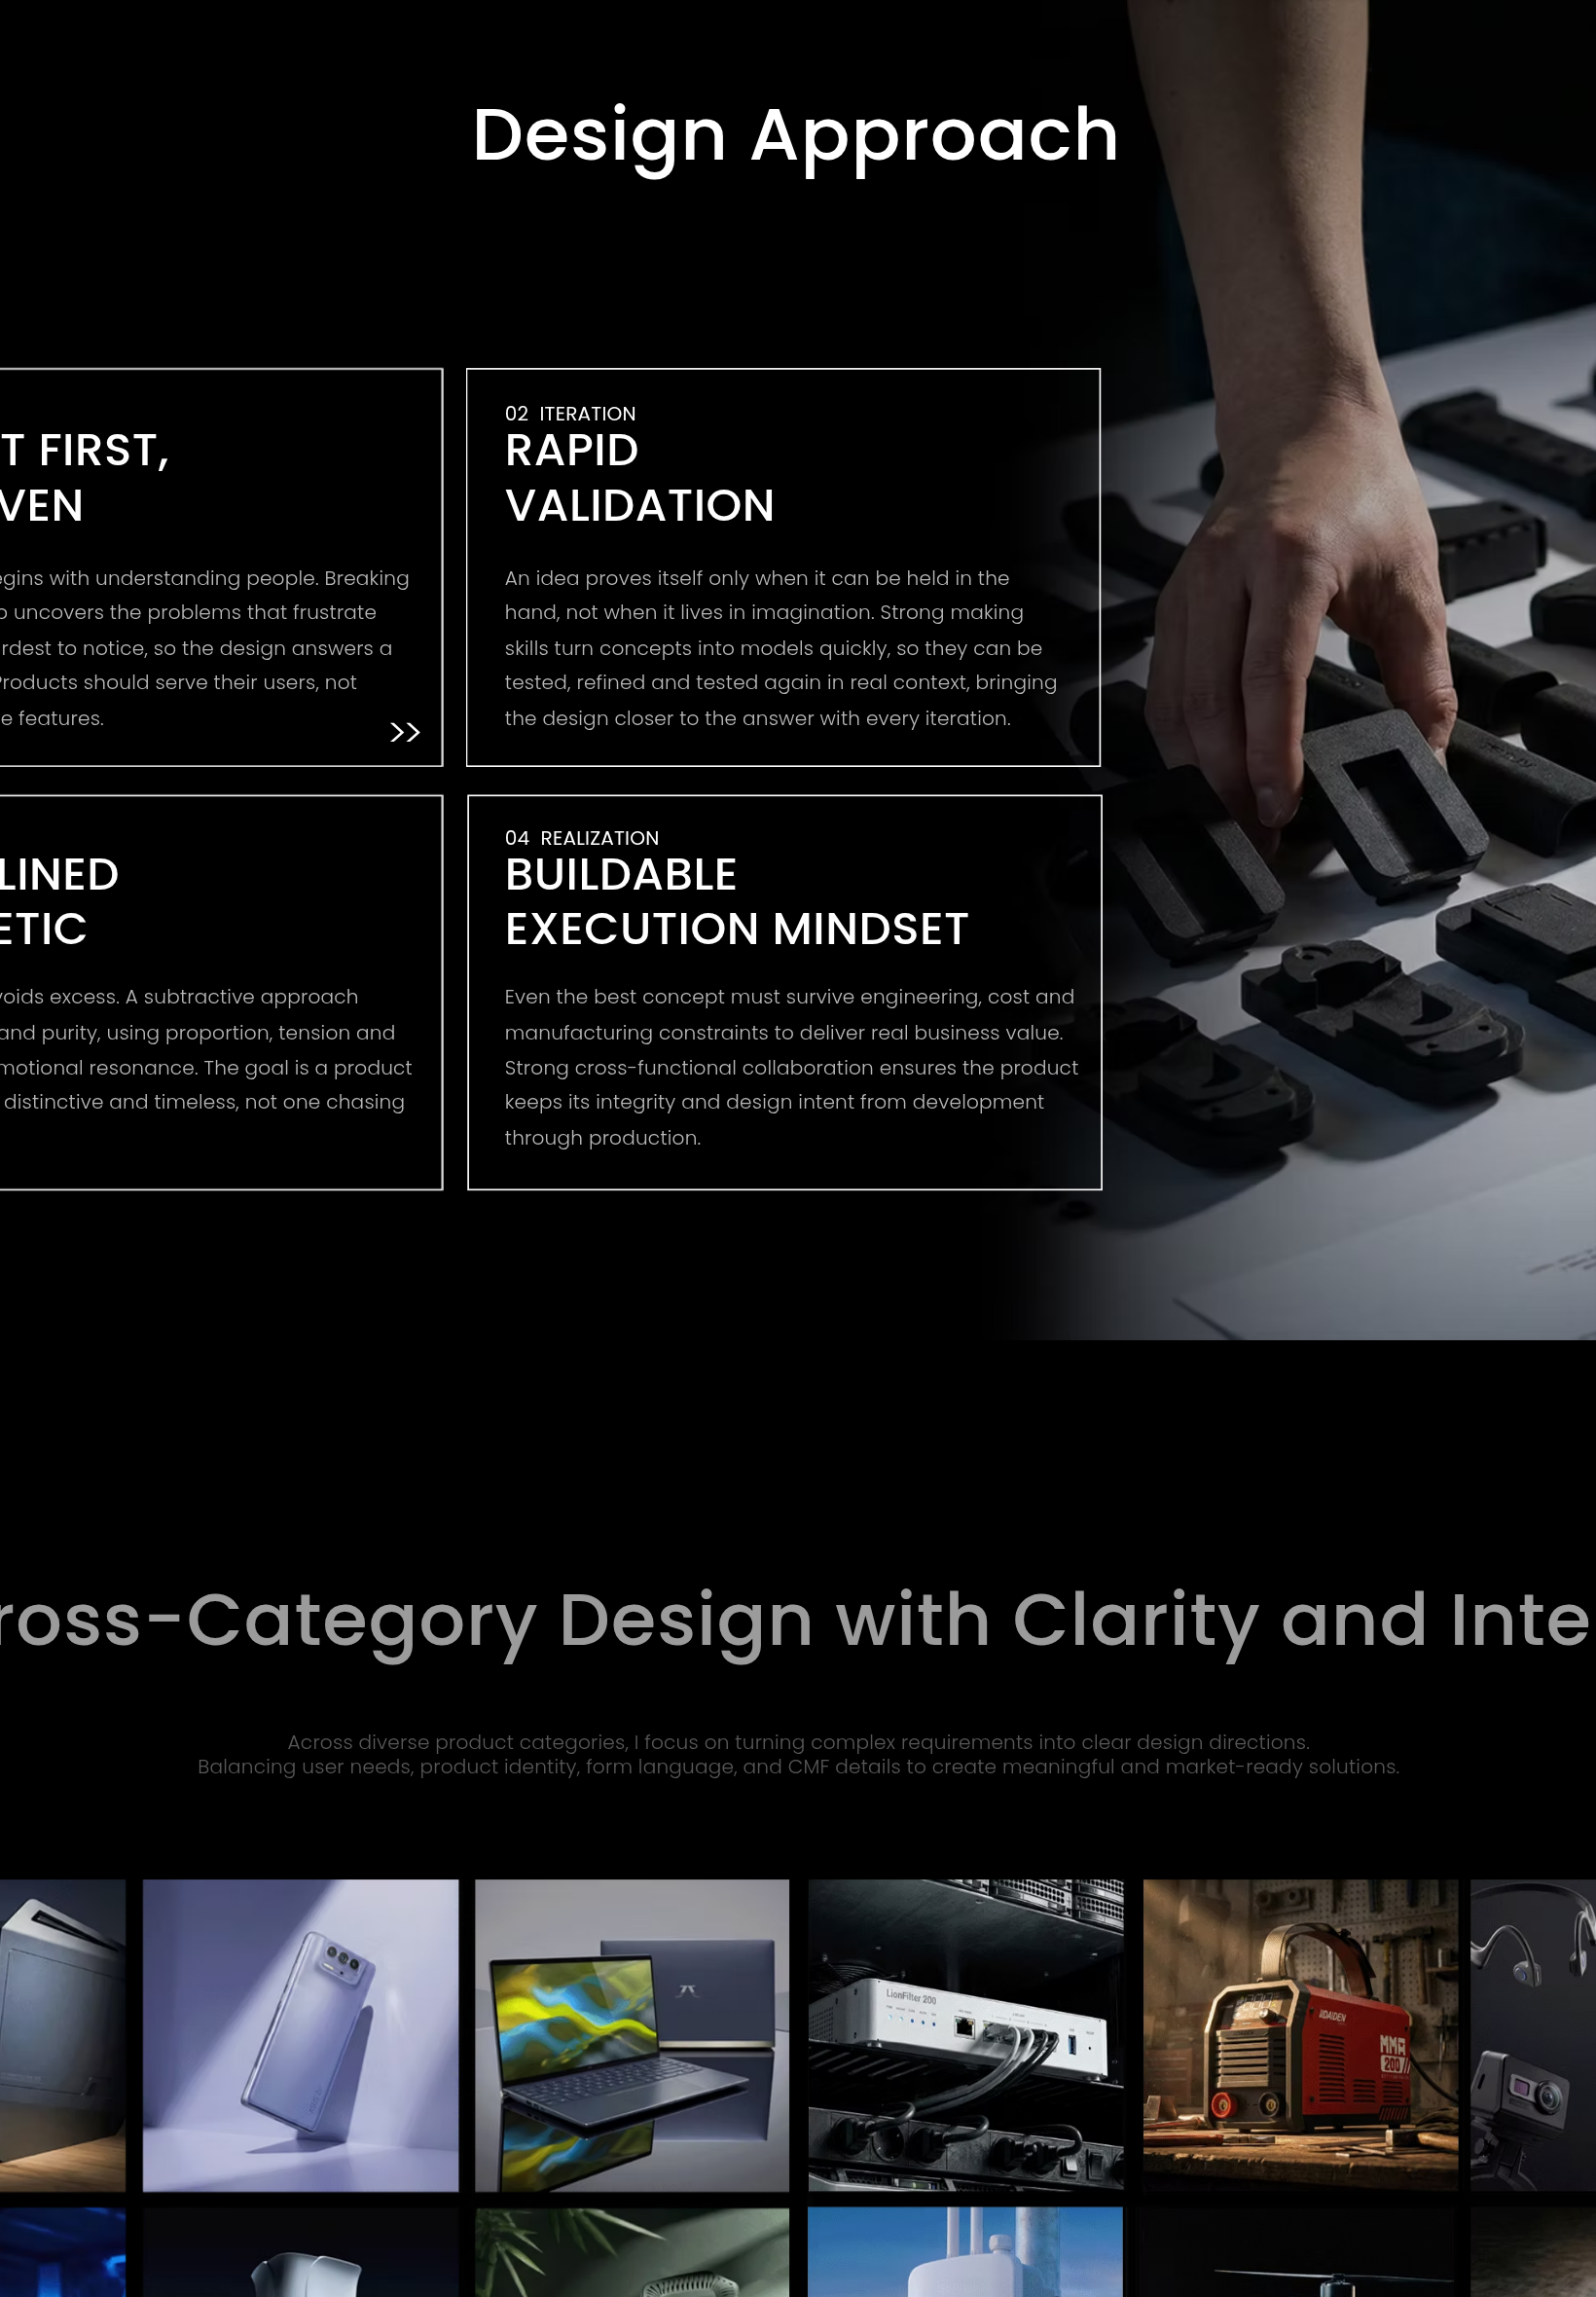 Design Approach
T FIRST,
VEN
egins with understanding people. Breaking
uncovers the problems that frustrate
rdest to notice, so the design answers a
Products should serve their users, not
e features.
>>
02 ITERATION
RAPID
VALIDATION
An idea proves itself only when it can be held in the
hand, not when it lives in imagination. Strong making
skills turn concepts into models quickly, so they can be
tested, refined and tested again in real context, bringing
the design closer to the answer with every iteration.
LINED
ETIC
voids excess. A subtractive approach
and purity, using proportion, tension and
motional resonance. The goal is a product
distinctive and timeless, not one chasing
04 REALIZATION
BUILDABLE
EXECUTION MINDSET
Even the best concept must survive engineering, cost and
manufacturing constraints to deliver real business value.
Strong cross-functional collaboration ensures the product
keeps its integrity and design intent from development
through production.
ross-Category Design with Clarity and Inte
Across diverse product categories, I focus on turning complex requirements into clear design directions.
Balancing user needs, product identity, form language, and CMF details to create meaningful and market-ready solutions.
LionFilter 200
DAIDEN
MMA
200